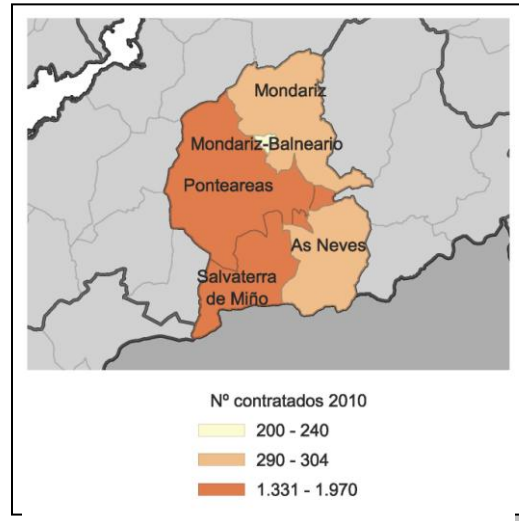 Mondariz
Mondariz-Balneario
Ponteareas
As Neves
Salvaterra
de Miño
Nº contratados 2010
200 - 240
290 - 304
1.331 - 1.970